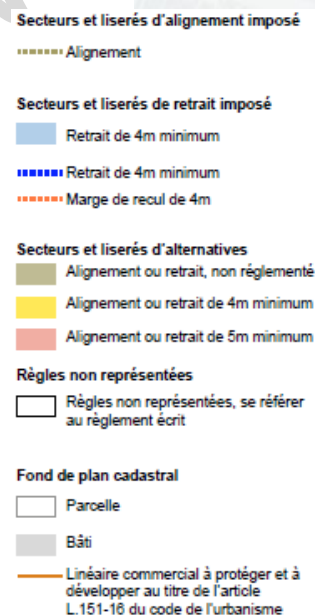 Secteurs et liserés d'alignement imposé
Alignement
Secteurs et liserés de retrait imposé
Retrait de 4m minimum
Retrait de 4m minimum
Marge de recul de 4m
Secteurs et liserés d'alternatives
Alignement ou retrait, non réglementé
Alignement ou retrait de 4m minimum
Alignement ou retrait de 5m minimum
Règles non représentées
Règles non représentées, se référer
au règlement écrit
Fond de plan cadastral
Parcelle
Bâti
Linéaire commercial à protéger et à
développer au titre de l'article
L.151-16 du code de l'urbanisme